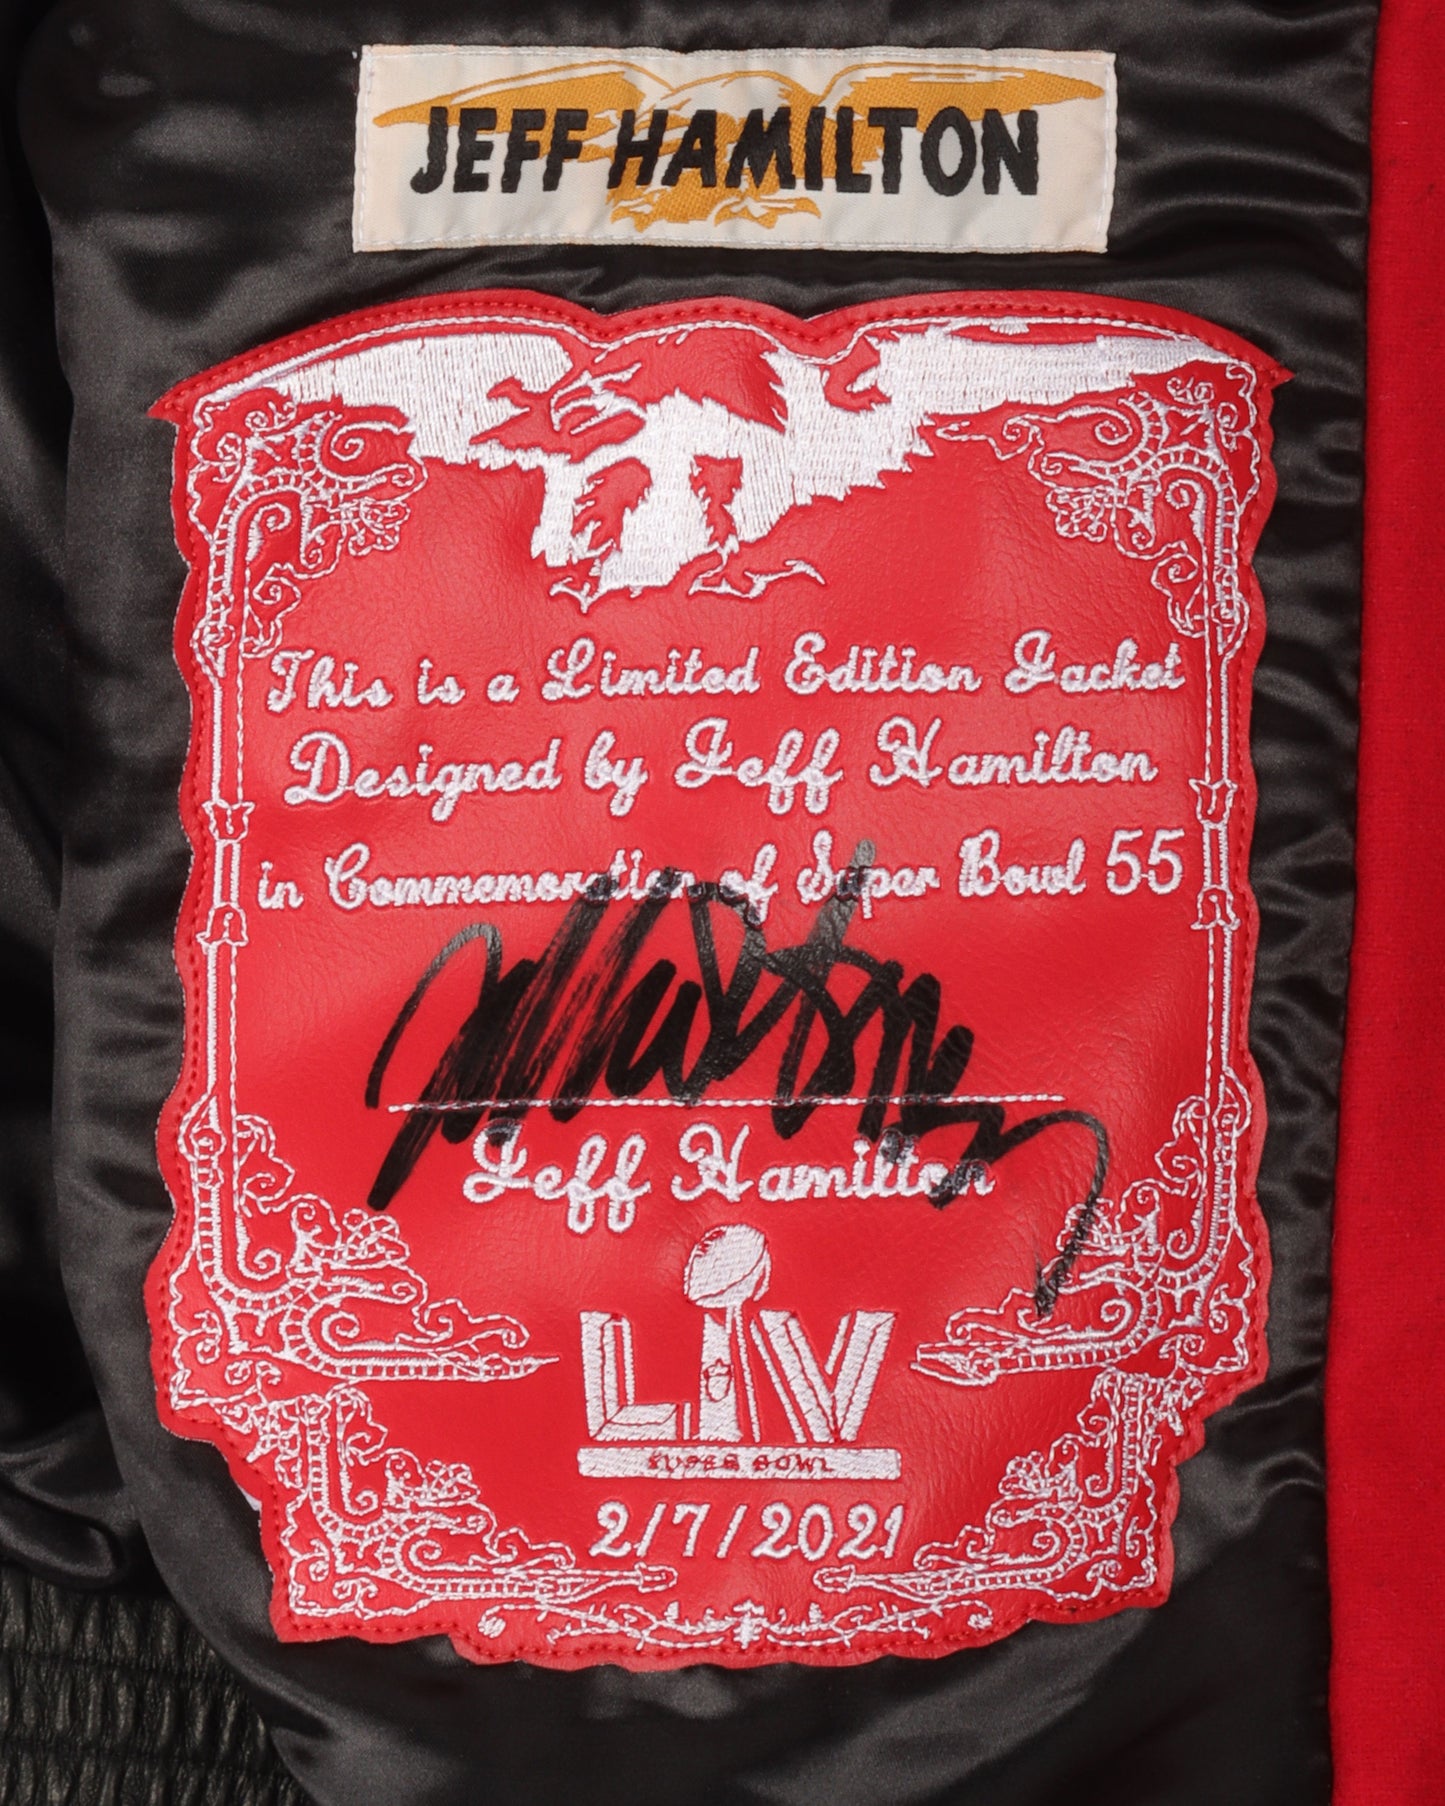 JEFF HAMILTON
This is a Limited Edition Jacket
Designed by Jeff Hamilton
in Commemoration of Super Bowl 55
Jeff Hamilton
LIV
SUPER BOWL
2/7/2021